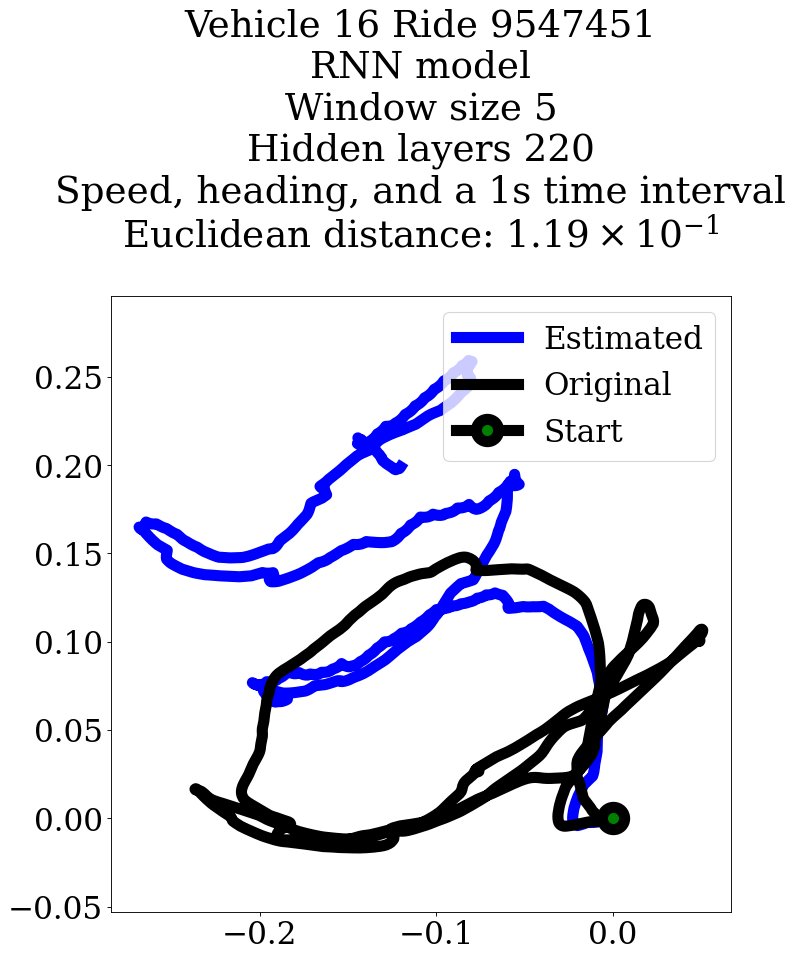 Vehicle 16 Ride 9547451
RNN model
Window size 5
Hidden layers 220
Speed, heading, and a 1s time interval
Euclidean distance: 1.19 × 10⁻¹
Estimated
Original
Start
0.25
0.20
0.15
0.10
0.05
0.00
−0.05
−0.2
−0.1
0.0